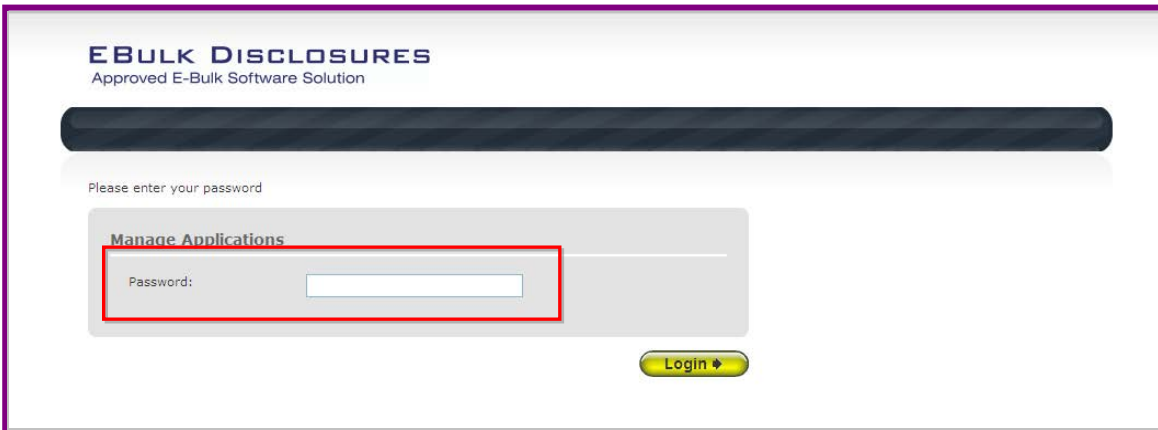 EBULK DISCLOSURES
Approved E-Bulk Software Solution
Please enter your password
Manage Applications
Password:
Login